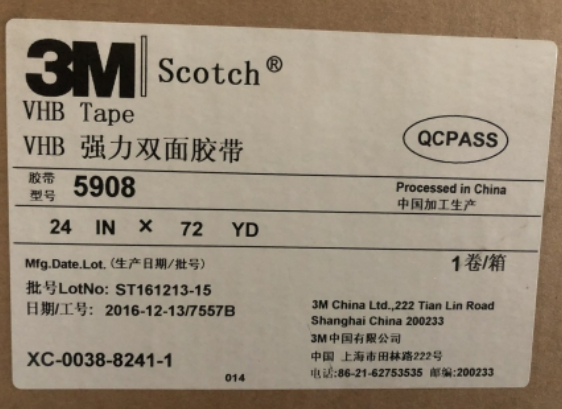 3M Scotch®
VHB Tape
VHB 强力双面胶带
QCPASS
胶带型号 5908
Processed in China
中国加工生产
24 IN × 72 YD
Mfg.Date.Lot. (生产日期/批号)
1卷/箱
批号LotNo: ST161213-15
日期/工号: 2016-12-13/7557B
3M China Ltd.,222 Tian Lin Road
Shanghai China 200233
3M中国有限公司
中国 上海市田林路222号
电话:86-21-62753535 邮编:200233
XC-0038-8241-1
014